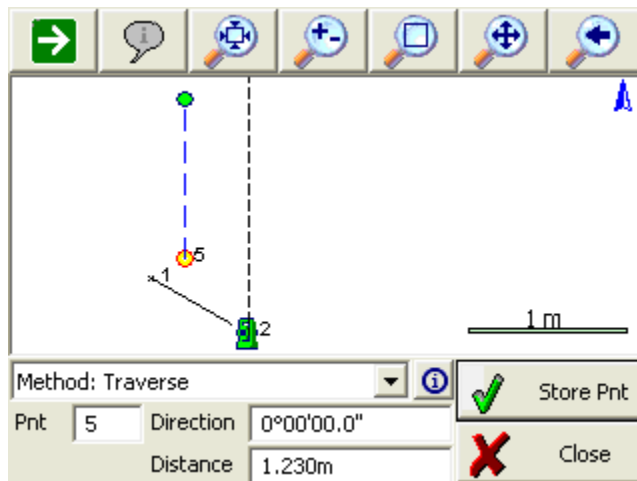 5
1
2
1 m
Method: Traverse
Store Pnt
Pnt 5 Direction 0°00'00.0"
Distance 1.230m
Close